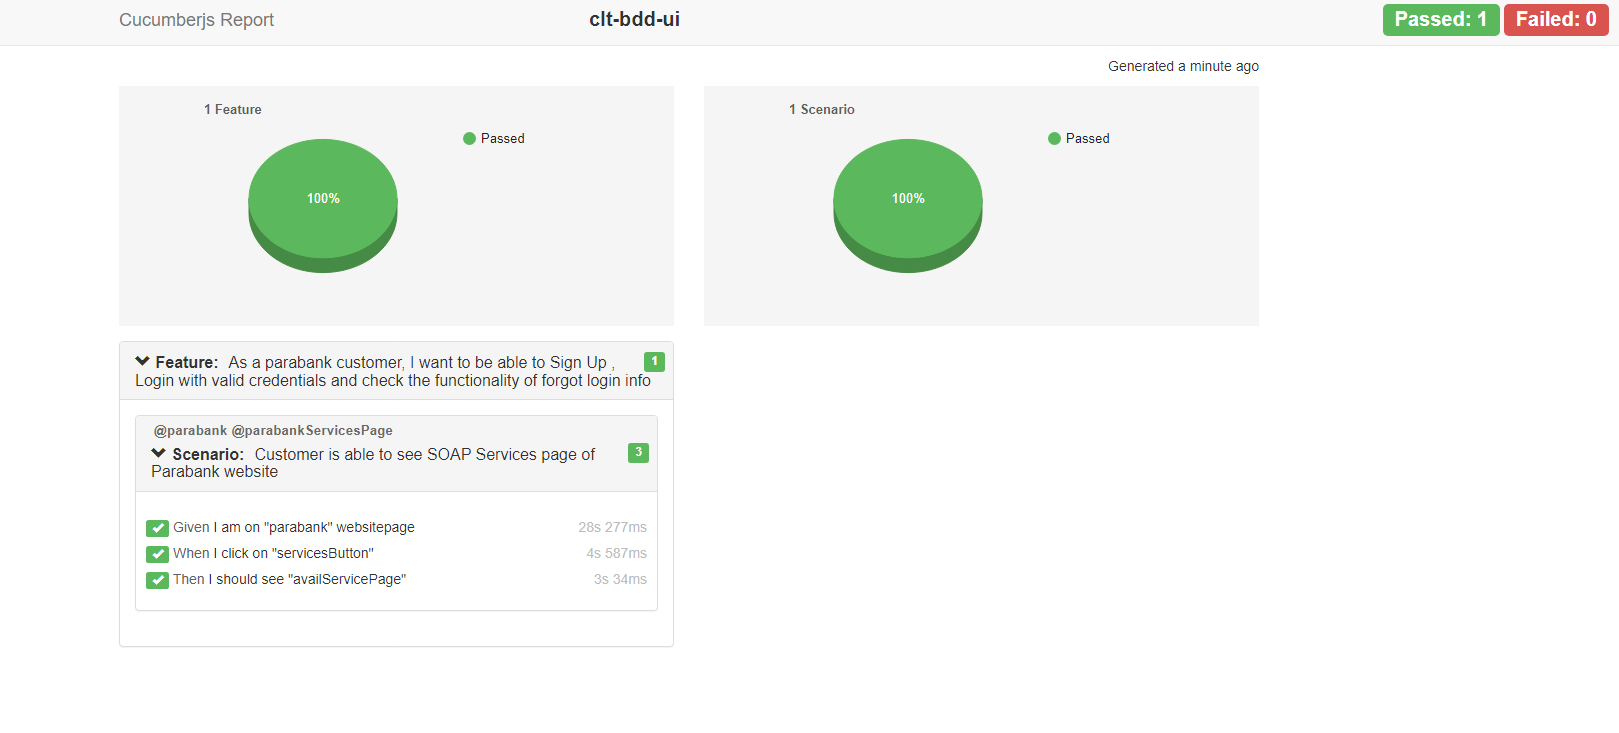 Cucumberjs Report
clt-bdd-ui
Passed: 1
Failed: 0
Generated a minute ago
1 Feature
Passed
100%
1 Scenario
Passed
100%
Feature: As a parabank customer, I want to be able to Sign Up ,
1
Login with valid credentials and check the functionality of forgot login info
@parabank @parabankServicesPage
Scenario: Customer is able to see SOAP Services page of
3
Parabank website
Given I am on "parabank" websitepage 28s 277ms
When I click on "servicesButton" 4s 587ms
Then I should see "availServicePage" 3s 34ms